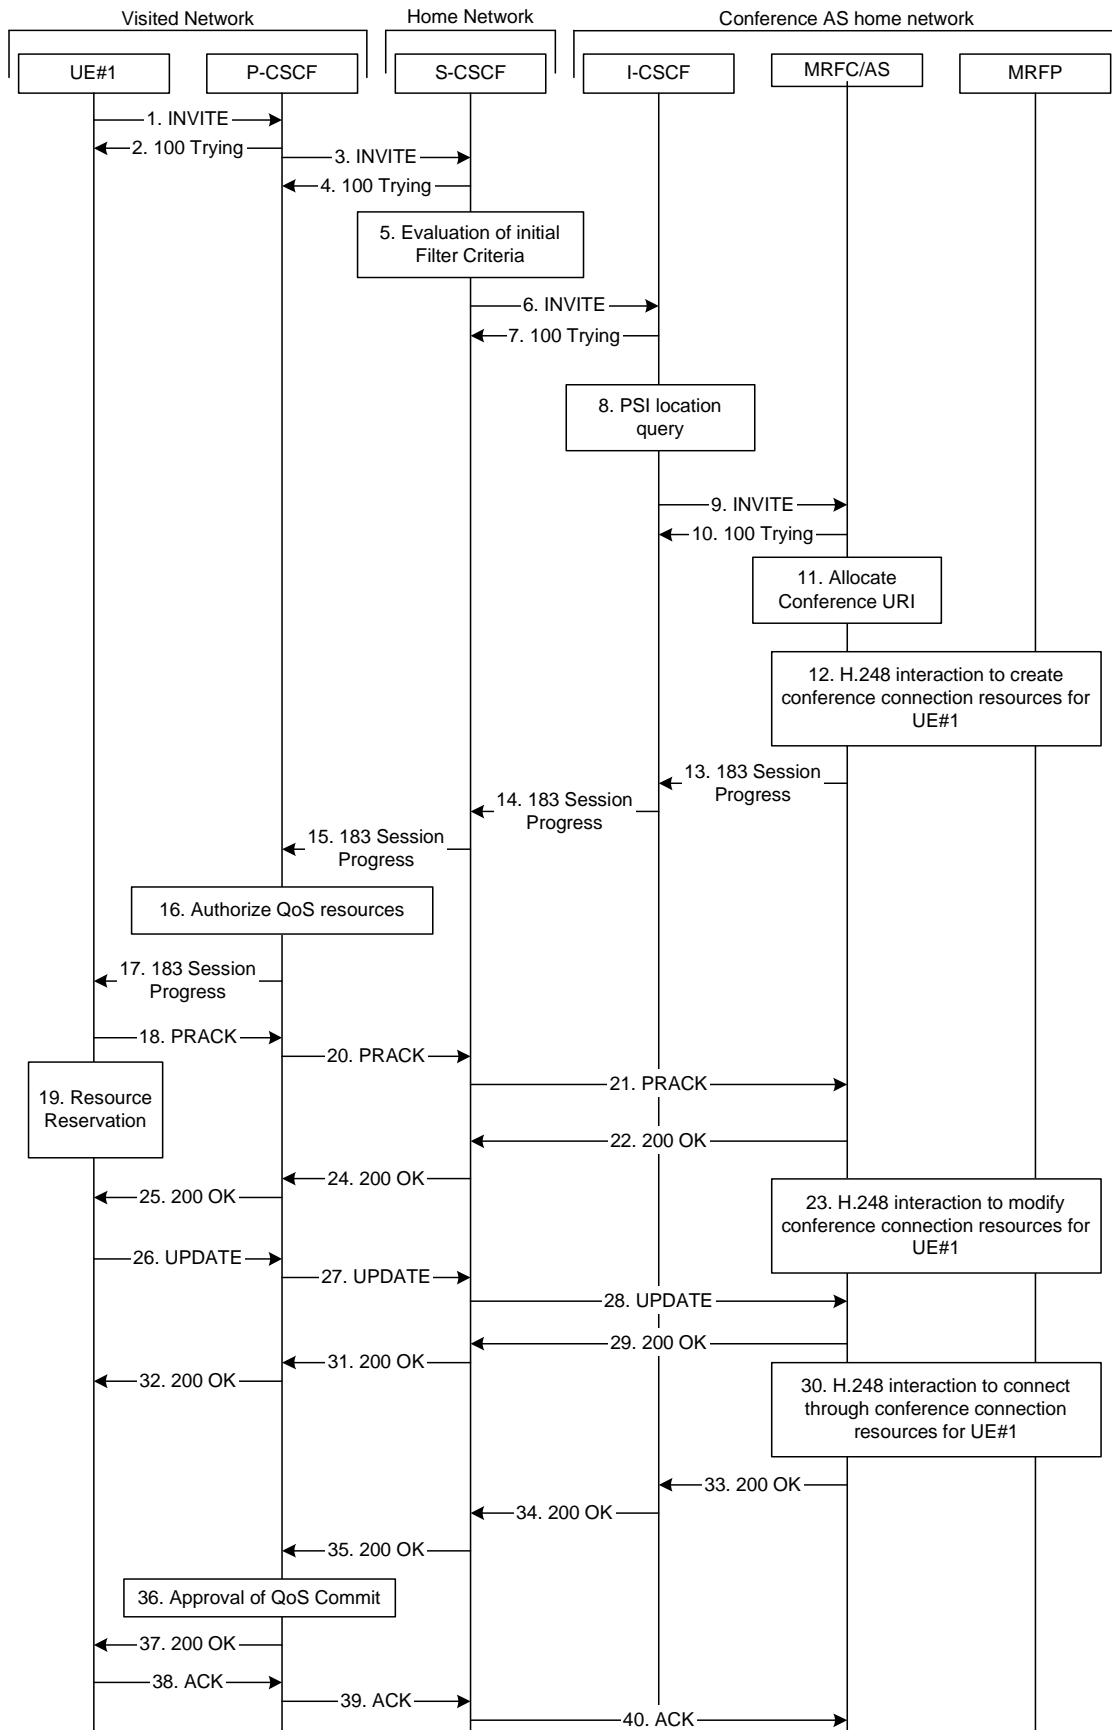 Visited Network
Home Network
Conference AS home network
UE#1
P-CSCF
S-CSCF
I-CSCF
MRFC/AS
MRFP
1. INVITE
2. 100 Trying
3. INVITE
4. 100 Trying
5. Evaluation of initial
Filter Criteria
6. INVITE
7. 100 Trying
8. PSI location
query
9. INVITE
10. 100 Trying
11. Allocate
Conference URI
12. H.248 interaction to create
conference connection resources for
UE#1
13. 183 Session
Progress
14. 183 Session
Progress
15. 183 Session
Progress
16. Authorize QoS resources
17. 183 Session
Progress
18. PRACK
20. PRACK
19. Resource
Reservation
21. PRACK
22. 200 OK
24. 200 OK
25. 200 OK
23. H.248 interaction to modify
conference connection resources for
UE#1
26. UPDATE
27. UPDATE
28. UPDATE
29. 200 OK
31. 200 OK
32. 200 OK
30. H.248 interaction to connect
through conference connection
resources for UE#1
33. 200 OK
34. 200 OK
35. 200 OK
36. Approval of QoS Commit
37. 200 OK
38. ACK
39. ACK
40. ACK